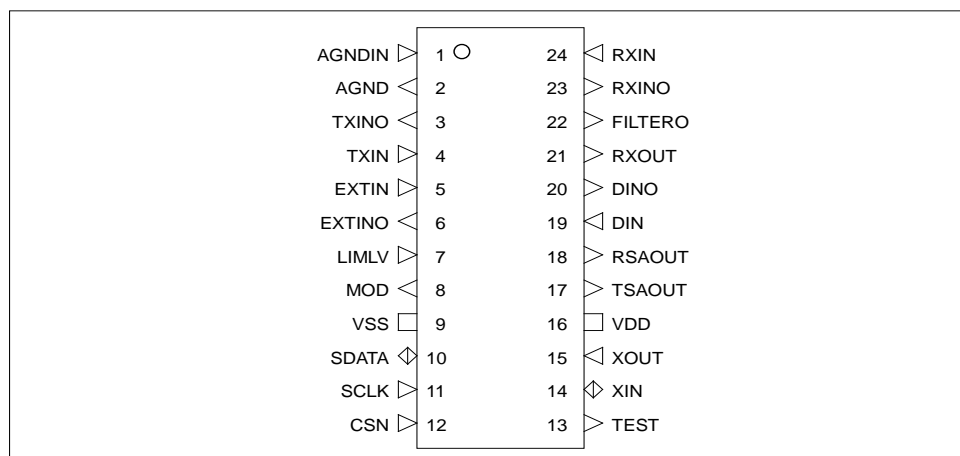 AGNDIN 1 24 RXIN
AGND 2 23 RXINO
TXINO 3 22 FILTERO
TXIN 4 21 RXOUT
EXTIN 5 20 DINO
EXTINO 6 19 DIN
LIMLV 7 18 RSAOUT
MOD 8 17 TSAOUT
VSS 9 16 VDD
SDATA 10 15 XOUT
SCLK 11 14 XIN
CSN 12 13 TEST